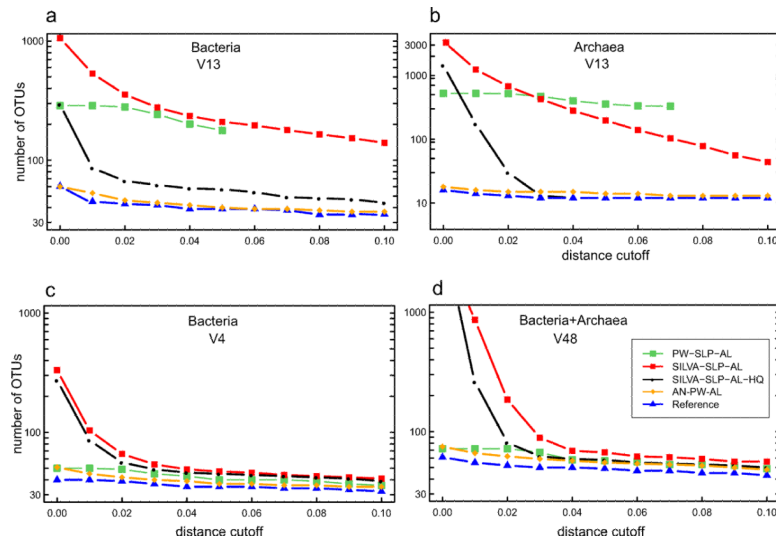 a
Bacteria
V13
number of OTUs
1000
100
30
0.00 0.02 0.04 0.06 0.08 0.10
b
Archaea
V13
3000
1000
100
10
0.00 0.02 0.04 0.06 0.08 0.10
distance cutoff
c
Bacteria
V4
number of OTUs
1000
100
30
0.00 0.02 0.04 0.06 0.08 0.10
distance cutoff
d
Bacteria+Archaea
V48
1000
100
30
PW-SLP-AL
SILVA-SLP-AL
SILVA-SLP-AL-HQ
AN-PW-AL
Reference
0.00 0.02 0.04 0.06 0.08 0.10
distance cutoff